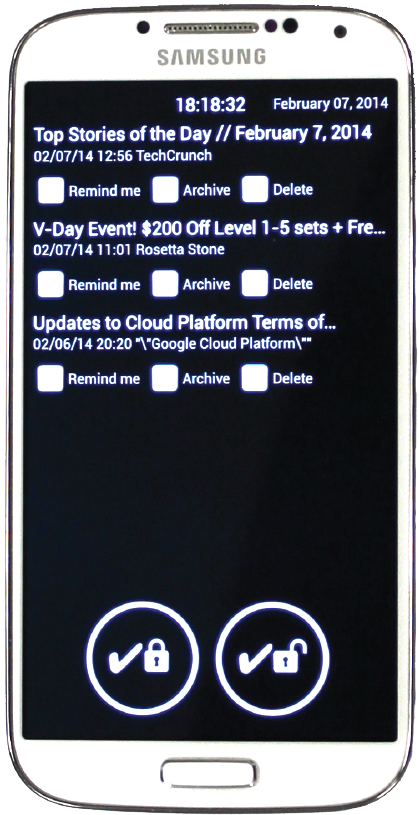 SAMSUNG
18:18:32 February 07, 2014
Top Stories of the Day // February 7, 2014
02/07/14 12:56 TechCrunch
Remind me Archive Delete
V-Day Event! $200 Off Level 1-5 sets + Fre...
02/07/14 11:01 Rosetta Stone
Remind me Archive Delete
Updates to Cloud Platform Terms of...
02/06/14 20:20 "\"Google Cloud Platform\""
Remind me Archive Delete